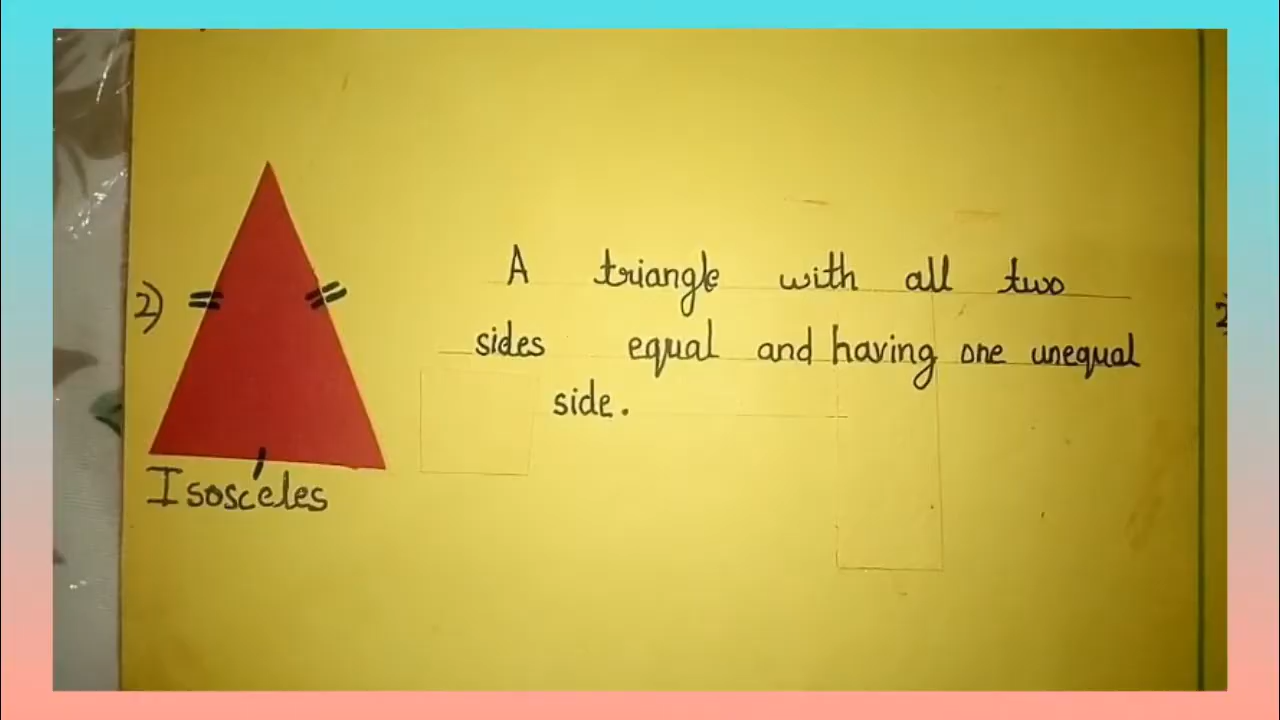 2)
Isosceles
A triangle with all two
sides equal and having one unequal
side.